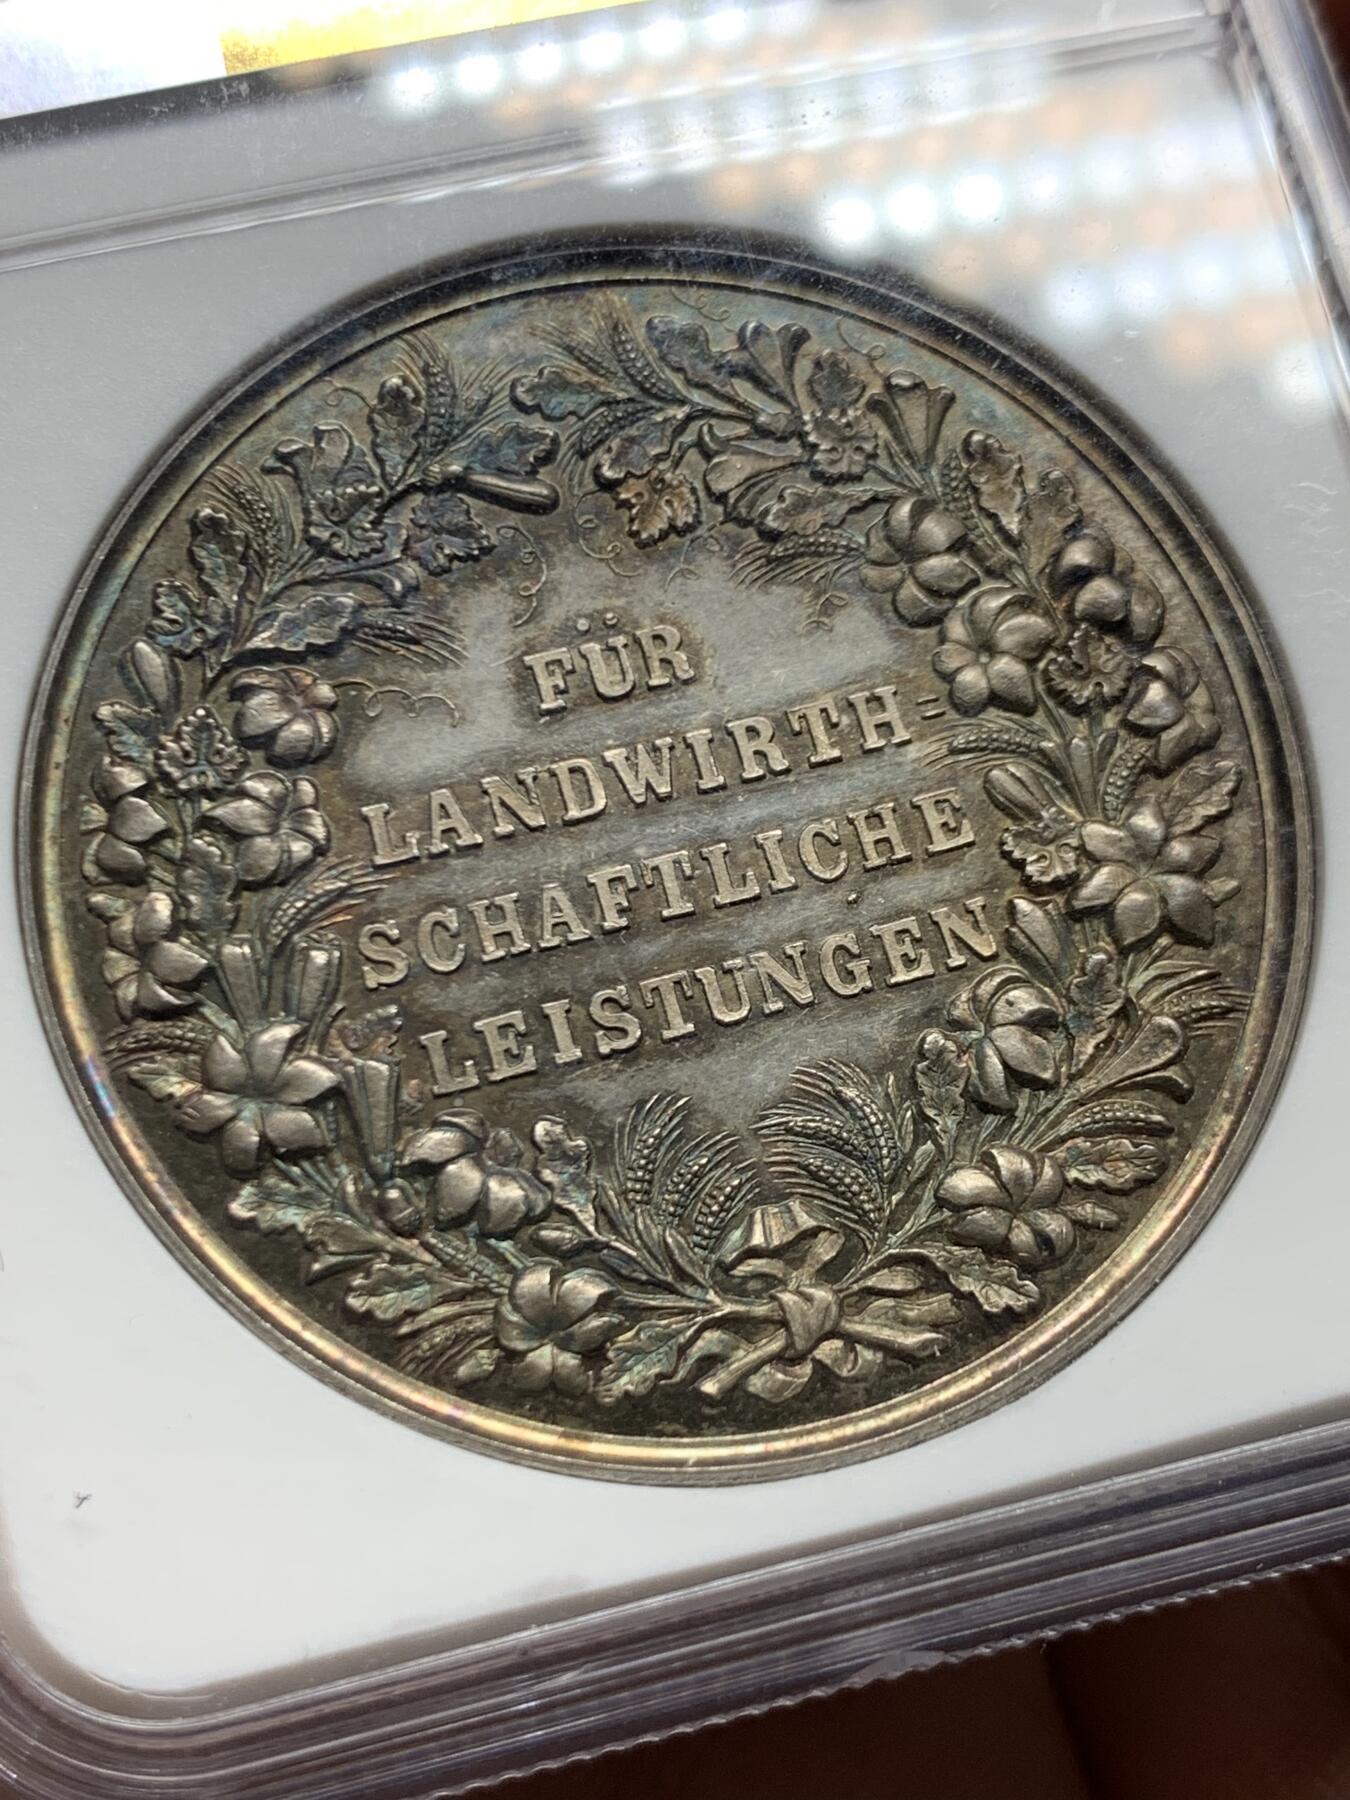 FÜR
LANDWIRTH=
SCHAFTLICHE
LEISTUNGEN